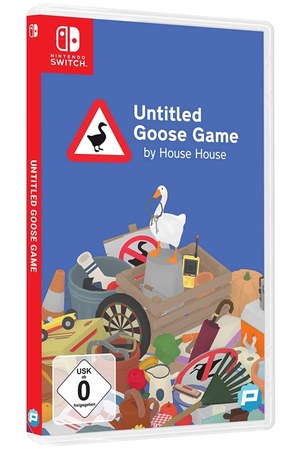 NINTENDO
SWITCH
Untitled
Goose Game
by House House
UNTITLED GOOSE GAME
USK
ab
0
freigegeben
P